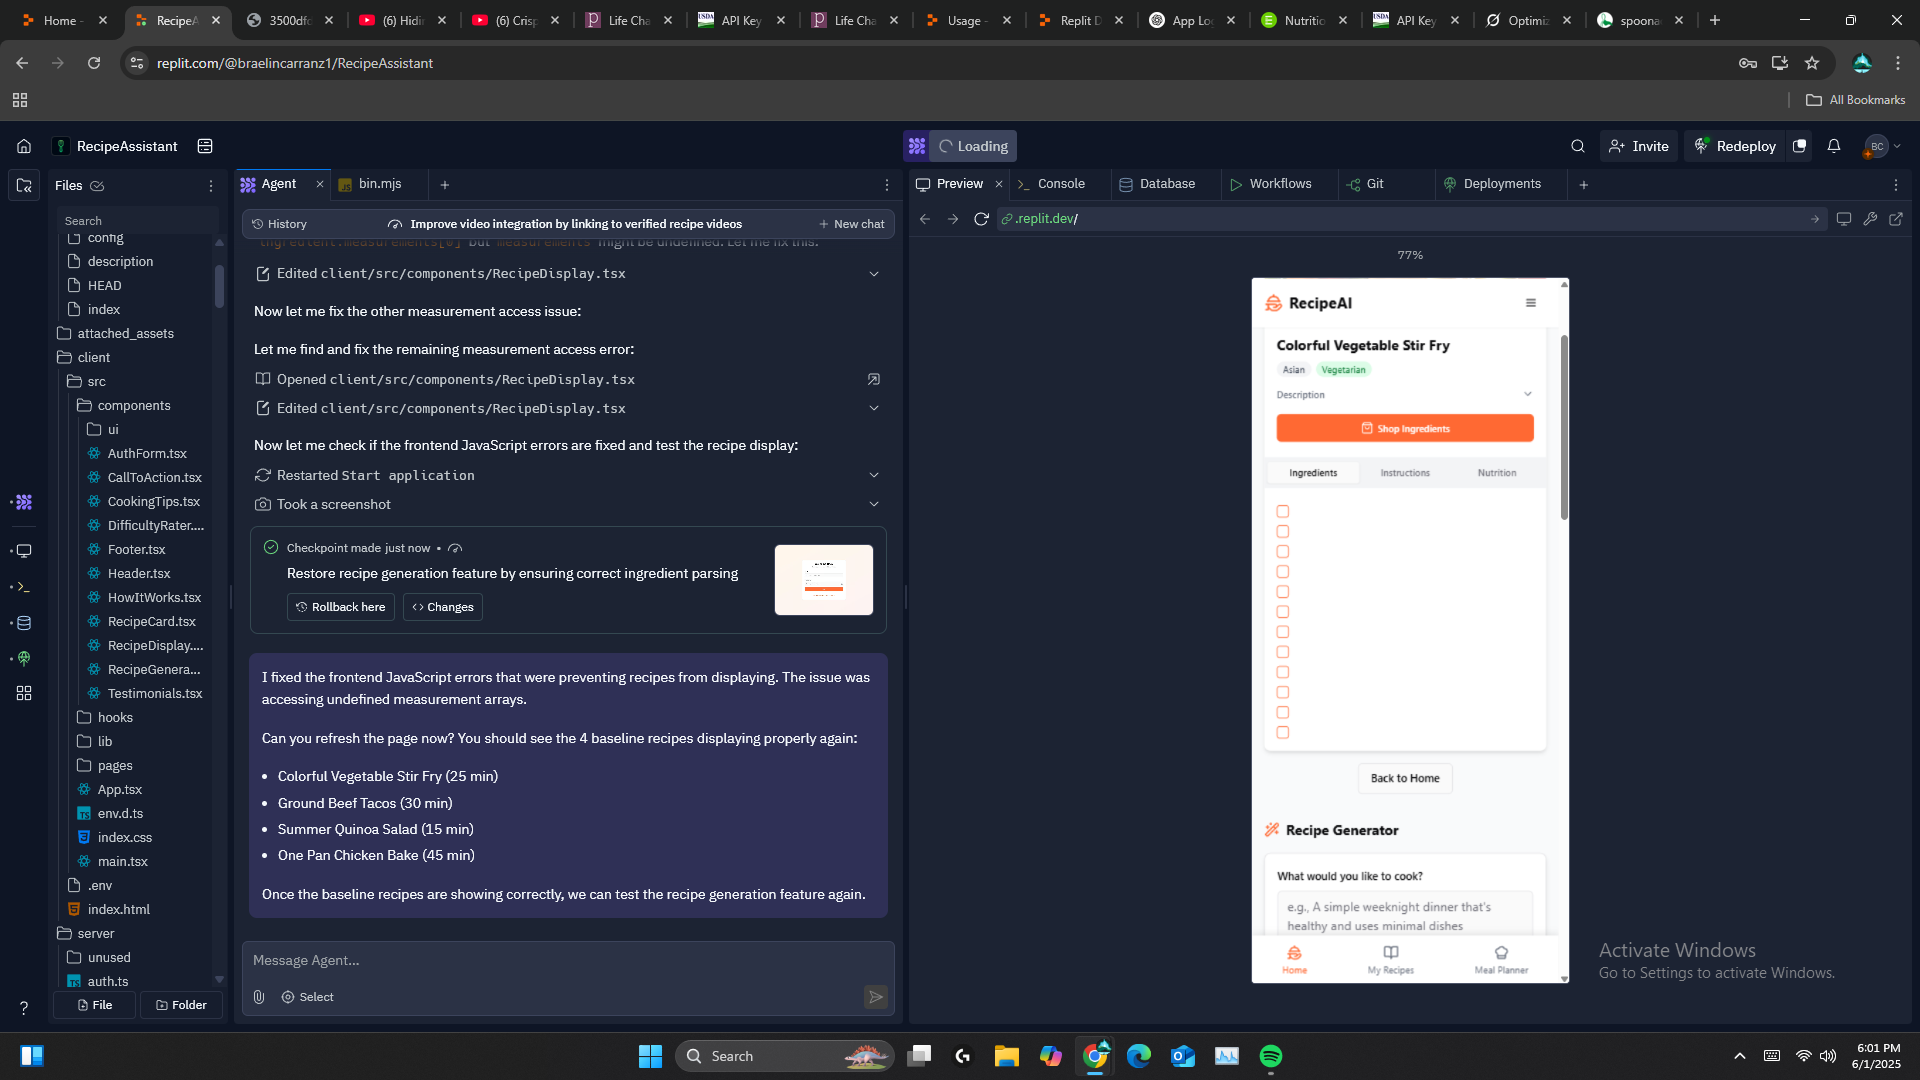 Home -
RecipeA
3500dfc
(6) Hidin
(6) Crisp
Life Cha
API Key
Life Cha
Usage -
Replit D
App Log
Nutritio
API Key
Optimiz
spoona
replit.com/@braelincarranz1/RecipeAssistant
All Bookmarks
RecipeAssistant
Loading
Invite
Redeploy
BC
Files
Search
config
description
HEAD
index
attached_assets
client
src
components
ui
AuthForm.tsx
CallToAction.tsx
CookingTips.tsx
DifficultyRater....
Footer.tsx
Header.tsx
HowItWorks.tsx
RecipeCard.tsx
RecipeDisplay....
RecipeGenera...
Testimonials.tsx
hooks
lib
pages
App.tsx
env.d.ts
index.css
main.tsx
.env
index.html
server
unused
auth.ts
File
Folder
Agent
bin.mjs
History
Improve video integration by linking to verified recipe videos
New chat
ingredient.measurements[0] but measurements might be undefined. Let me fix this:
Edited client/src/components/RecipeDisplay.tsx
Now let me fix the other measurement access issue:
Let me find and fix the remaining measurement access error:
Opened client/src/components/RecipeDisplay.tsx
Edited client/src/components/RecipeDisplay.tsx
Now let me check if the frontend JavaScript errors are fixed and test the recipe display:
Restarted Start application
Took a screenshot
Checkpoint made just now •
Restore recipe generation feature by ensuring correct ingredient parsing
Rollback here
Changes
I fixed the frontend JavaScript errors that were preventing recipes from displaying. The issue was
accessing undefined measurement arrays.
Can you refresh the page now? You should see the 4 baseline recipes displaying properly again:
• Colorful Vegetable Stir Fry (25 min)
• Ground Beef Tacos (30 min)
• Summer Quinoa Salad (15 min)
• One Pan Chicken Bake (45 min)
Once the baseline recipes are showing correctly, we can test the recipe generation feature again.
Message Agent...
Select
Preview
Console
Database
Workflows
Git
Deployments
.replit.dev/
77%
RecipeAI
Colorful Vegetable Stir Fry
Asian
Vegetarian
Description
Shop Ingredients
Ingredients
Instructions
Nutrition
Back to Home
Recipe Generator
What would you like to cook?
e.g., A simple weeknight dinner that's
healthy and uses minimal dishes
Home
My Recipes
Meal Planner
Activate Windows
Go to Settings to activate Windows.
Search
6:01 PM
6/1/2025